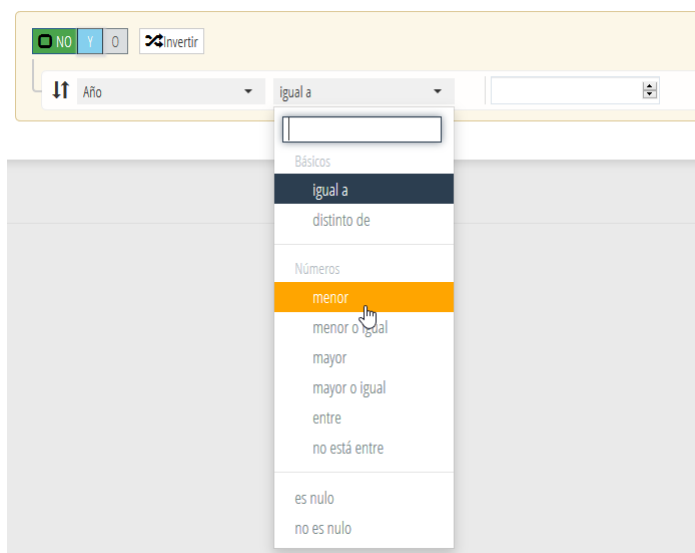 NO Y O Invertir
Año igual a
Básicos
igual a
distinto de
Números
menor
menor o igual
mayor
mayor o igual
entre
no está entre
es nulo
no es nulo